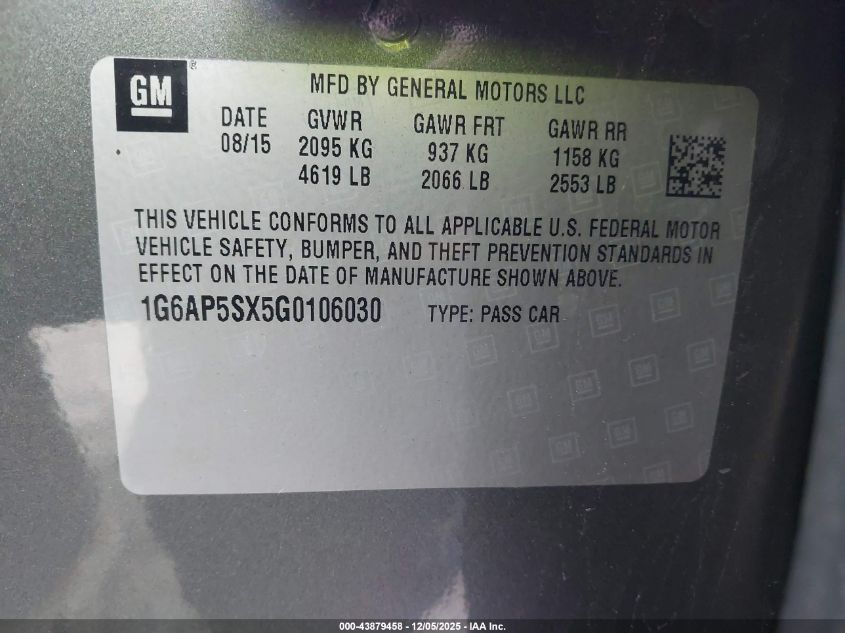 GM
MFD BY GENERAL MOTORS LLC
DATE GVWR GAWR FRT GAWR RR
08/15 2095 KG 937 KG 1158 KG
4619 LB 2066 LB 2553 LB
THIS VEHICLE CONFORMS TO ALL APPLICABLE U.S. FEDERAL MOTOR
VEHICLE SAFETY, BUMPER, AND THEFT PREVENTION STANDARDS IN
EFFECT ON THE DATE OF MANUFACTURE SHOWN ABOVE.
1G6AP5SX5G0106030 TYPE: PASS CAR
000-43879458 - 12/05/2025 - IAA Inc.